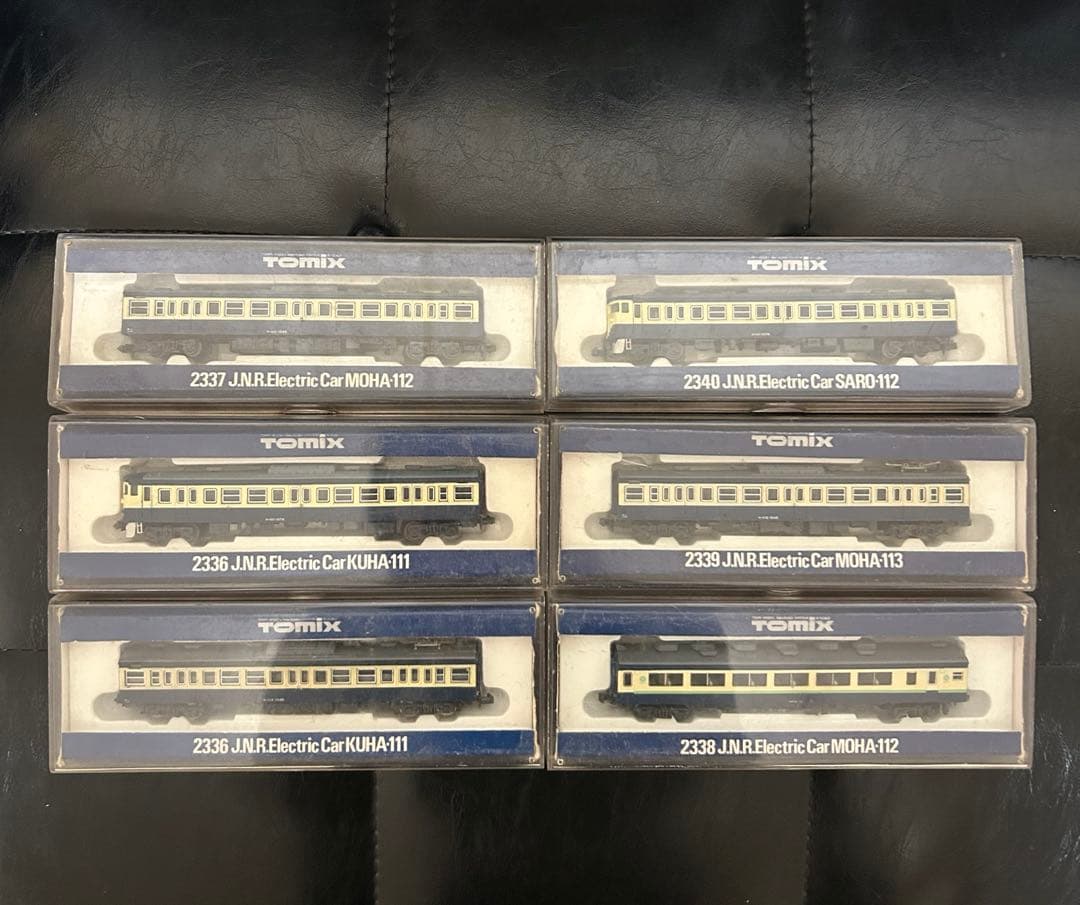 TOMIX
2337 J.N.R.Electric Car MOHA·112
TOMIX
2340 J.N.R.Electric Car SARO·112
TOMIX
2336 J.N.R.Electric Car KUHA·111
TOMIX
2339 J.N.R.Electric Car MOHA·113
TOMIX
2336 J.N.R.Electric Car KUHA·111
TOMIX
2338 J.N.R.Electric Car MOHA·112